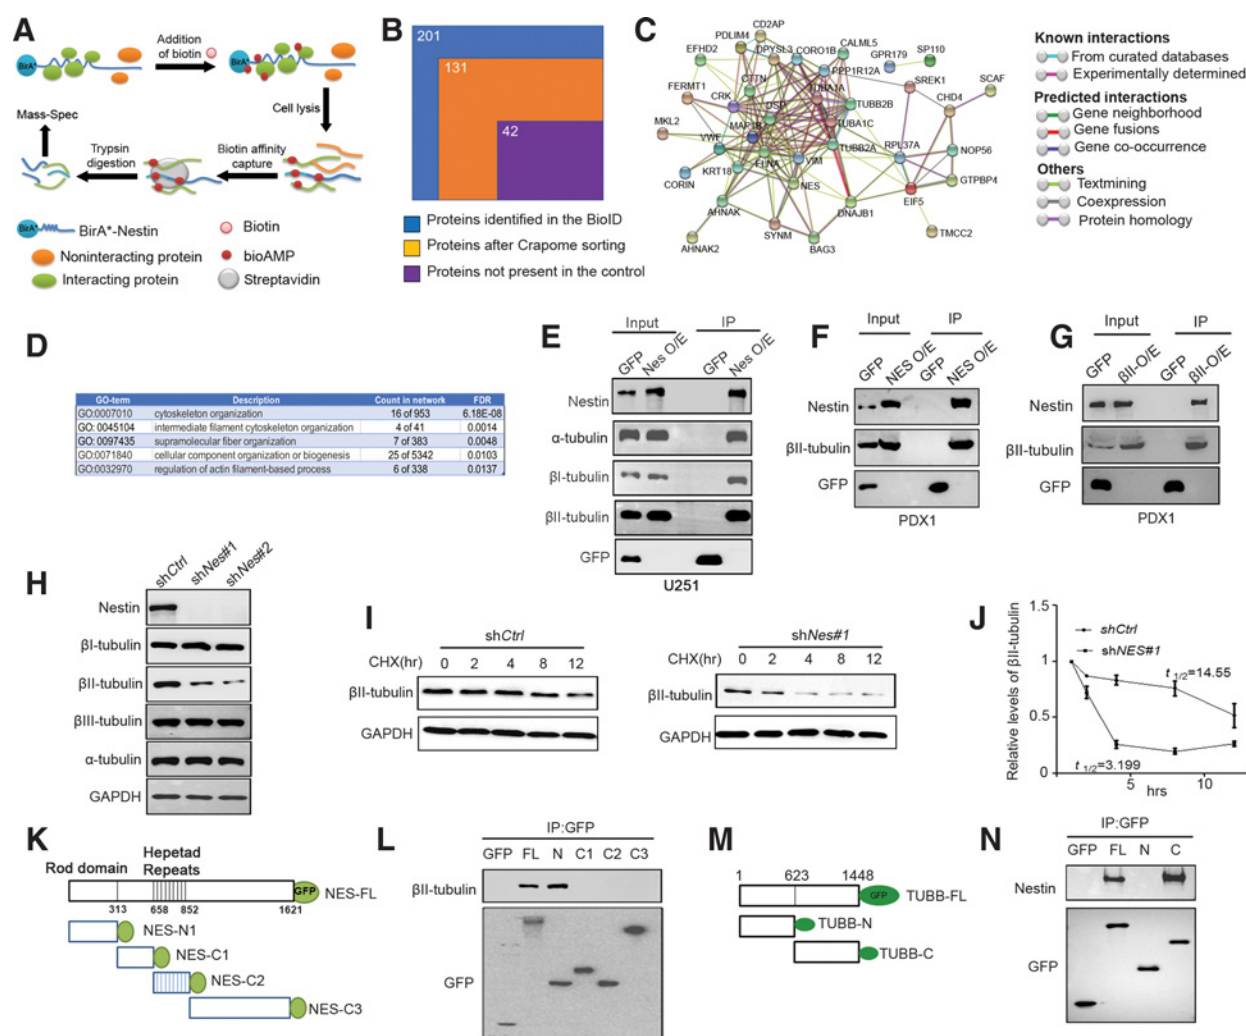 A
Addition
of biotin
BirA*
BirA*
Cell lysis
Mass-Spec
Trypsin
digestion
Biotin affinity
capture
BirA*
BirA*-Nestin
Biotin
Noninteracting protein
bioAMP
Interacting protein
Streptavidin
B
201
131
42
Proteins identified in the BioID
Proteins after Crapome sorting
Proteins not present in the control
C
CD2AP
PDLIM4
EFHD2
DPYSL3
CORO1B
CALML5
GPR179
SP110
CTTN
PPP1R12A
FERMT1
CRK
TUBA1A
SREK1
SCAF
CHD4
DSP
TUBB2B
MKL2
MAP1B
TUBA1C
VWF
TUBB2A
RPL37A
NOP56
FLNA
VIM
KRT18
CORIN
NES
GTPBP4
EIF5
AHNAK
DNAJB1
SYNM
TMCC2
AHNAK2
BAG3
Known interactions
From curated databases
Experimentally determined
Predicted interactions
Gene neighborhood
Gene fusions
Gene co-occurrence
Others
Textmining
Coexpression
Protein homology
D
GO-term Description Count in network FDR
GO:0007010 cytoskeleton organization 16 of 953 6.18E-08
GO: 0045104 intermediate filament cytoskeleton organization 4 of 41 0.0014
GO: 0097435 supramolecular fiber organization 7 of 383 0.0048
GO:0071840 cellular component organization or biogenesis 25 of 5342 0.0103
GO:0032970 regulation of actin filament-based process 6 of 338 0.0137
E
Input IP
GFP Nes O/E GFP Nes O/E
Nestin
α-tubulin
βI-tubulin
βII-tubulin
GFP
U251
F
Input IP
GFP NES O/E GFP NES O/E
Nestin
βII-tubulin
GFP
PDX1
G
Input IP
GFP βII-O/E GFP βII-O/E
Nestin
βII-tubulin
GFP
PDX1
H
shCtrl shNes#1 shNes#2
Nestin
βI-tubulin
βII-tubulin
βIII-tubulin
α-tubulin
GAPDH
I
shCtrl
CHX(hr) 0 2 4 8 12
βII-tubulin
GAPDH
shNes#1
CHX(hr) 0 2 4 8 12
βII-tubulin
GAPDH
J
Relative levels of βII-tubulin
1.5
1
0.5
0
shCtrl
shNES#1
t 1/2=14.55
t 1/2=3.199
5 10
hrs
K
Rod domain
Hepetad
Repeats
GFP
NES-FL
313 658 852 1621
NES-N1
NES-C1
NES-C2
NES-C3
L
IP:GFP
GFP FL N C1 C2 C3
βII-tubulin
GFP
M
1 623 1448
GFP
TUBB-FL
TUBB-N
TUBB-C
N
IP:GFP
GFP FL N C
Nestin
GFP